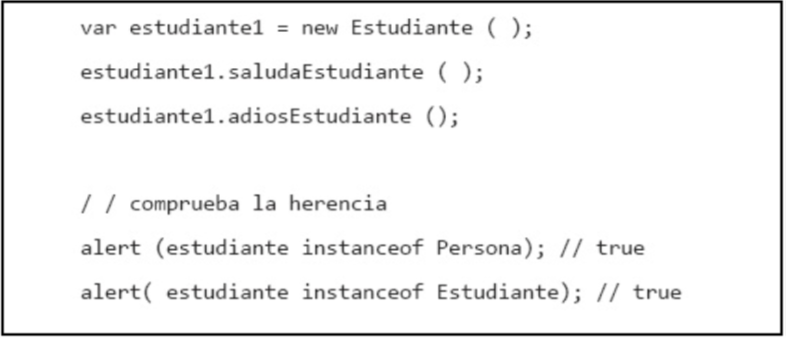 var estudiante1 = new Estudiante ( );
estudiante1.saludaEstudiante ( );
estudiante1.adiosEstudiante ();
/ / comprueba la herencia
alert (estudiante instanceof Persona); // true
alert( estudiante instanceof Estudiante); // true